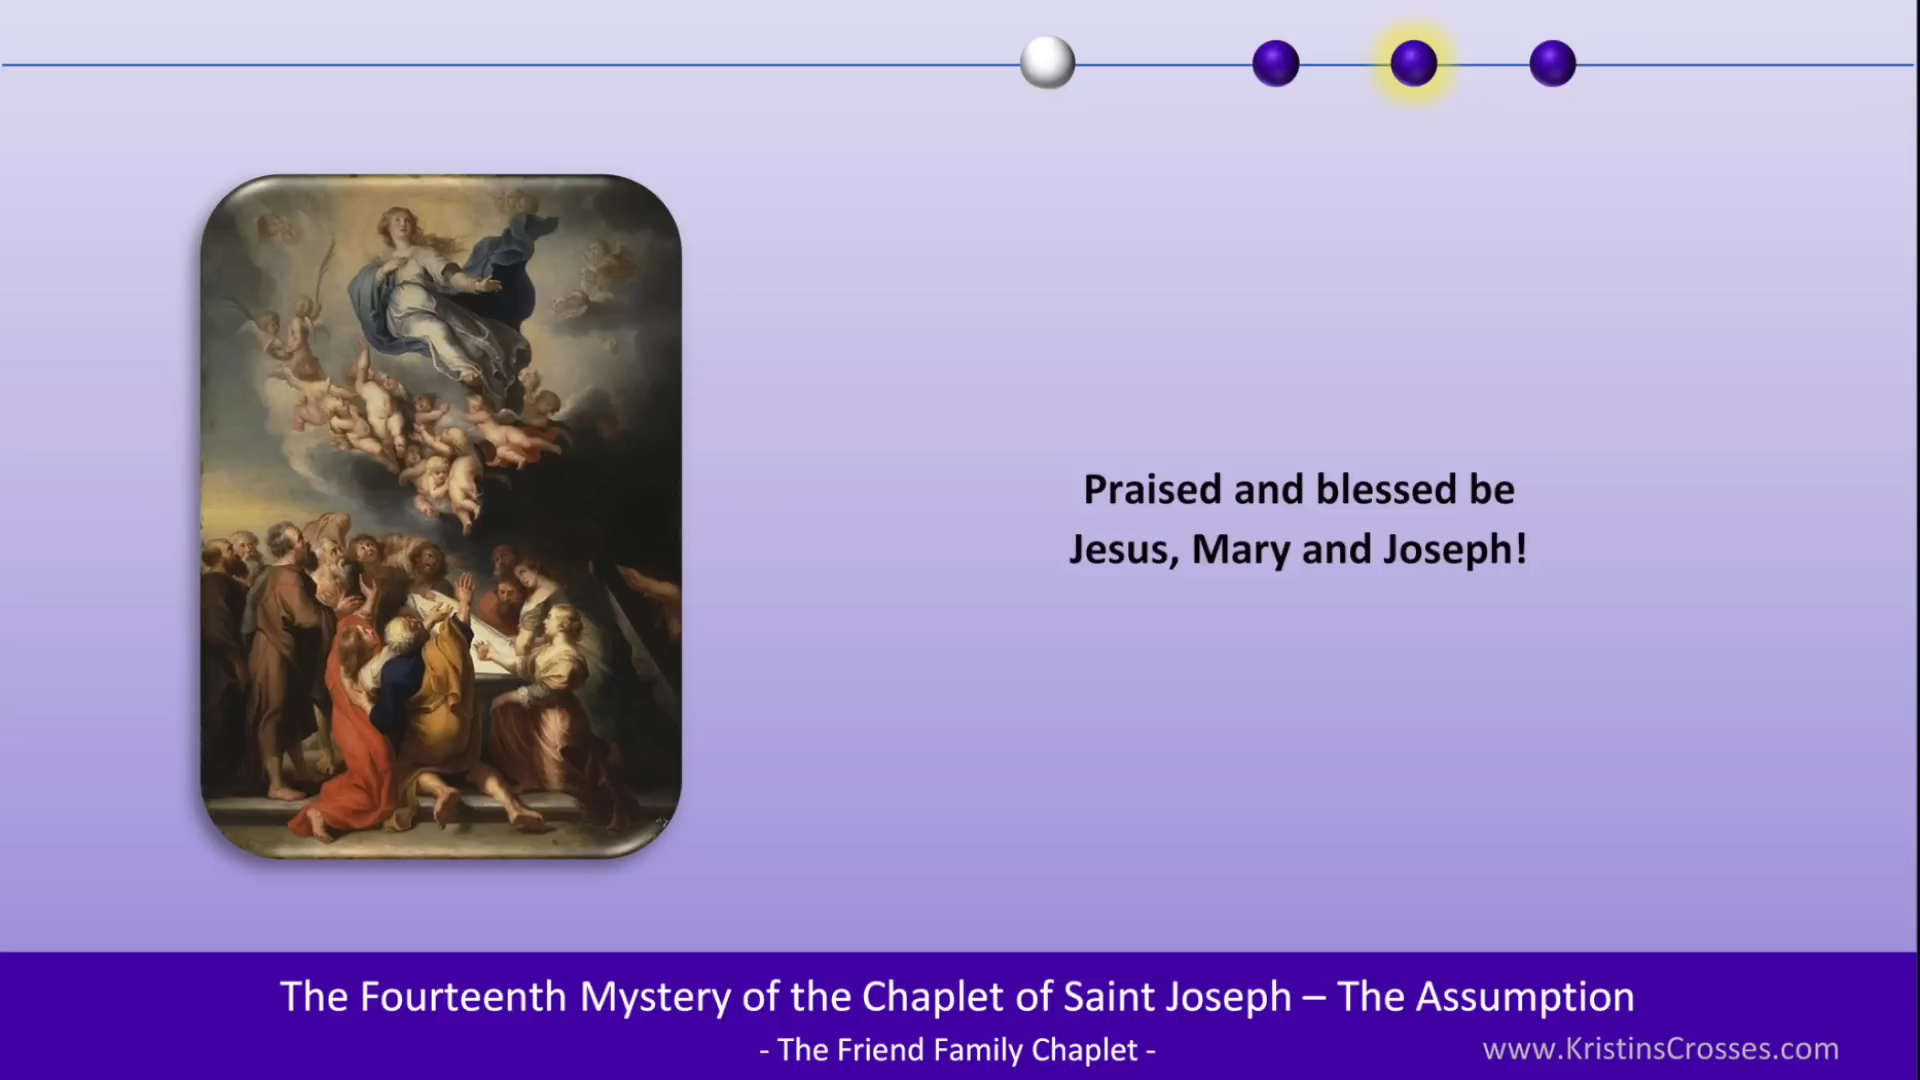 Praised and blessed be
Jesus, Mary and Joseph!
The Fourteenth Mystery of the Chaplet of Saint Joseph – The Assumption
- The Friend Family Chaplet -
www.KristinsCrosses.com